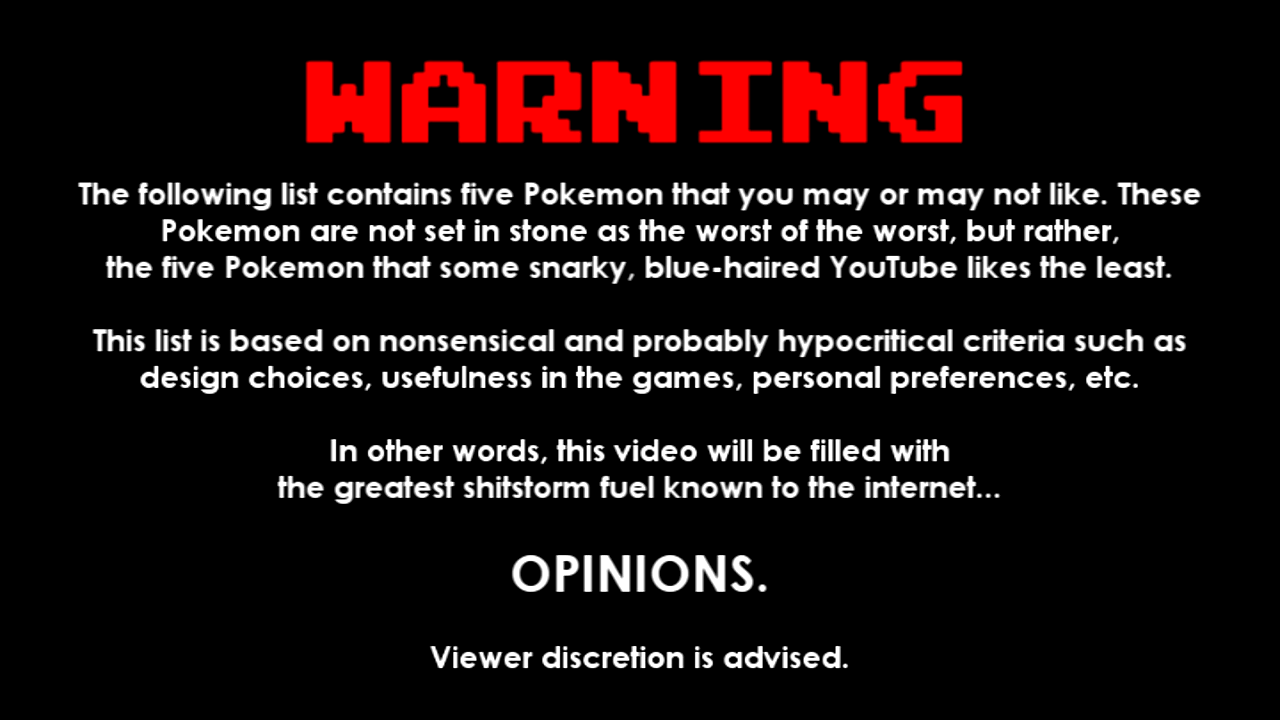 WARNING
The following list contains five Pokemon that you may or may not like. These
Pokemon are not set in stone as the worst of the worst, but rather,
the five Pokemon that some snarky, blue-haired YouTube likes the least.
This list is based on nonsensical and probably hypocritical criteria such as
design choices, usefulness in the games, personal preferences, etc.
In other words, this video will be filled with
the greatest shitstorm fuel known to the internet...
OPINIONS.
Viewer discretion is advised.